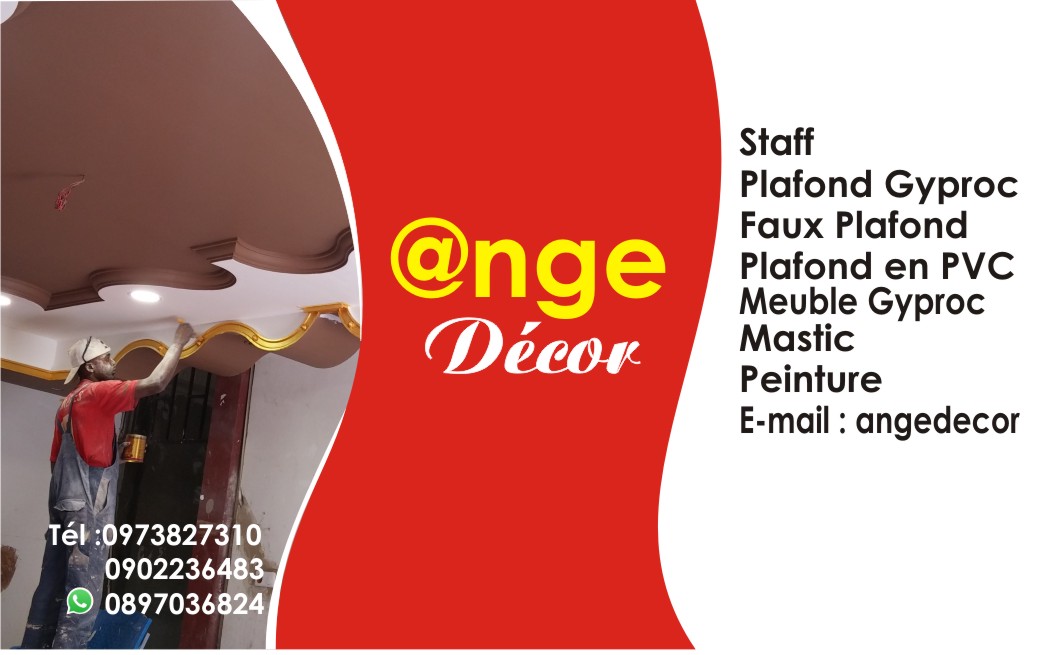 @nge
Décor
Staff
Plafond Gyproc
Faux Plafond
Plafond en PVC
Meuble Gyproc
Mastic
Peinture
E-mail : angedecor
Tél :0973827310
0902236483
0897036824